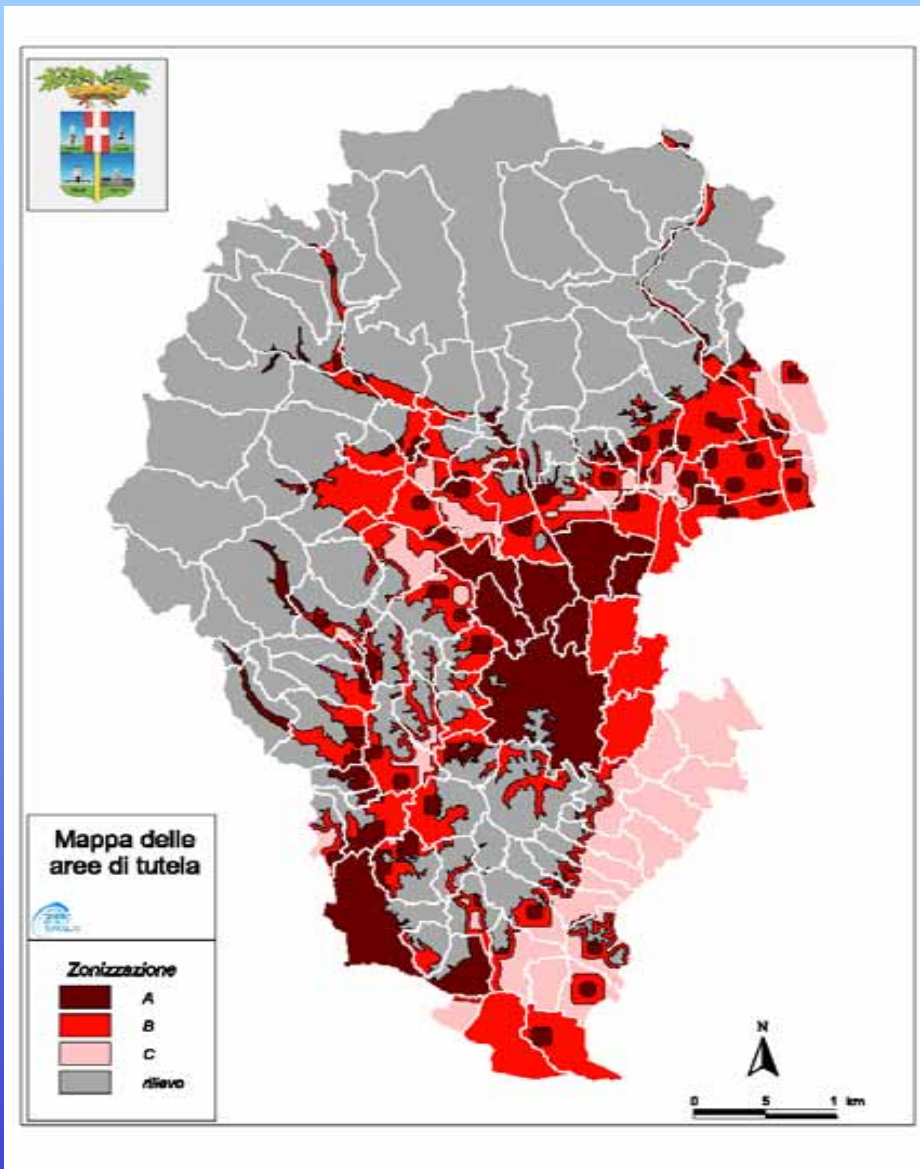 Mappa delle
aree di tutela
Zonizzazione
A
B
C
rilievo
N
0 5 1 km